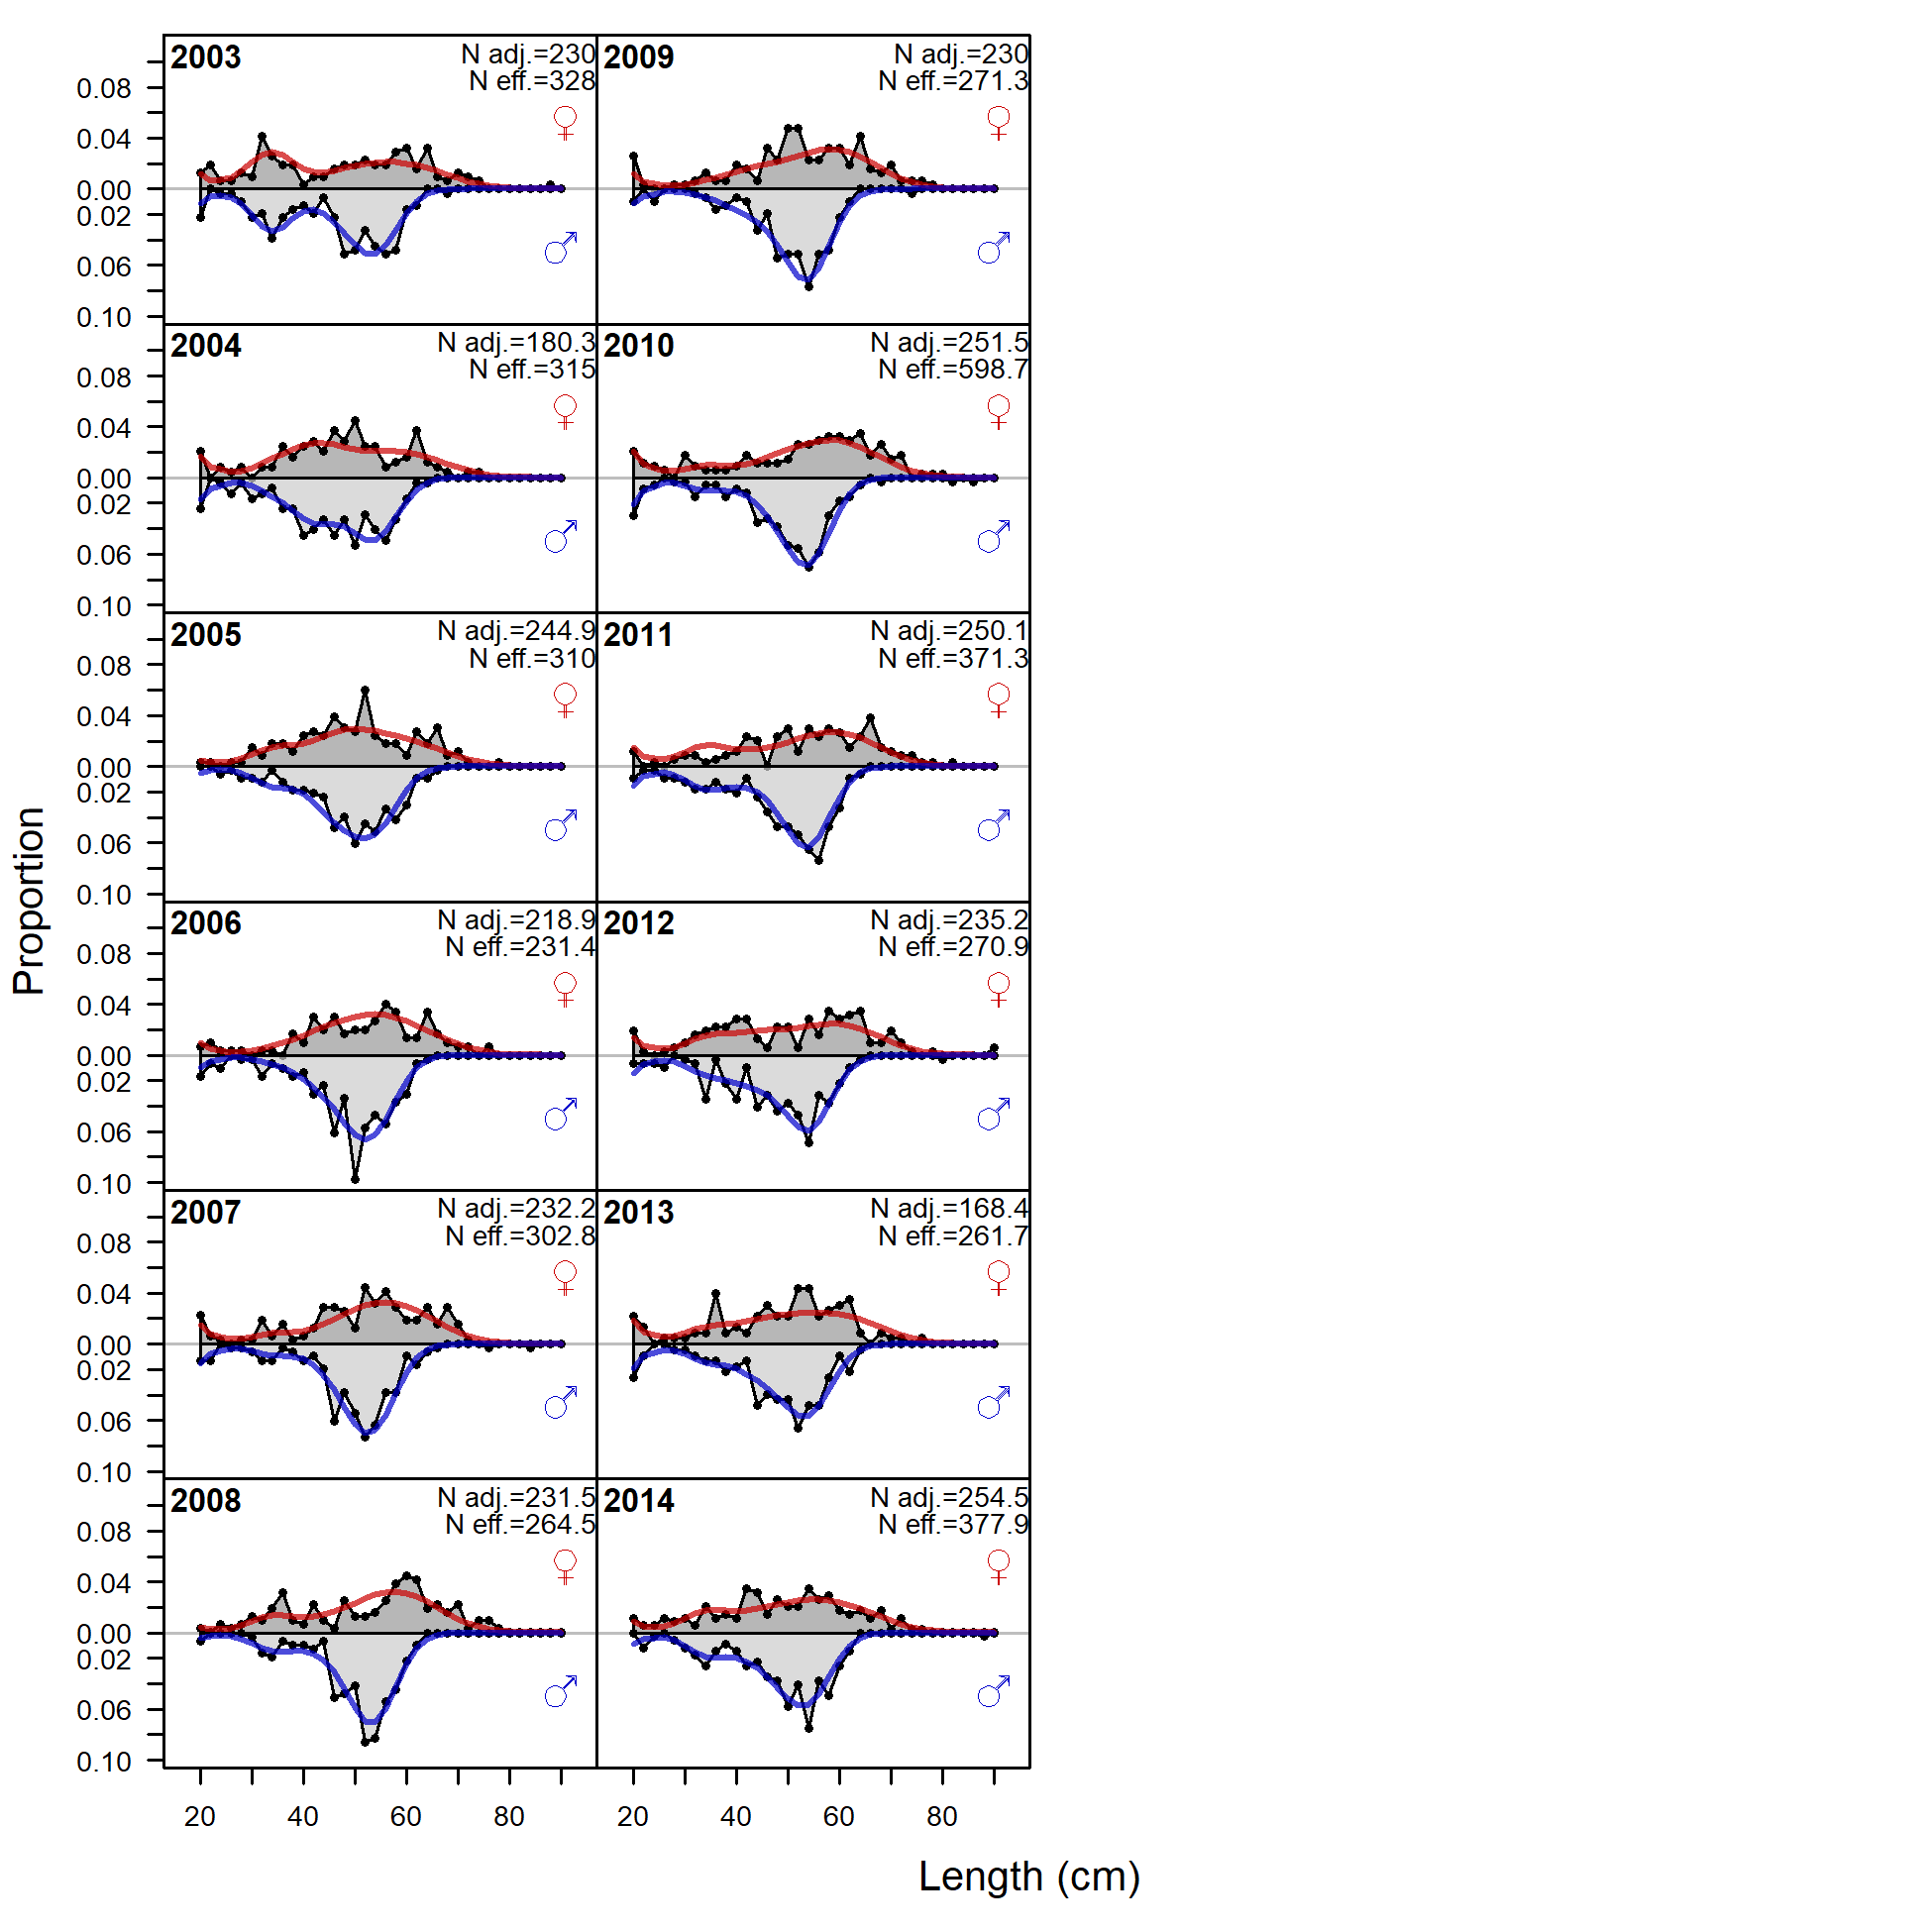 2003
N adj.=230
N eff.=328
♀
♂
0.08
0.04
0.00
0.02
0.06
0.10
2009
N adj.=230
N eff.=271.3
♀
♂
2004
N adj.=180.3
N eff.=315
♀
♂
0.08
0.04
0.00
0.02
0.06
0.10
2010
N adj.=251.5
N eff.=598.7
♀
♂
2005
N adj.=244.9
N eff.=310
♀
♂
0.08
0.04
0.00
0.02
0.06
0.10
2011
N adj.=250.1
N eff.=371.3
♀
♂
2006
N adj.=218.9
N eff.=231.4
♀
♂
0.08
0.04
0.00
0.02
0.06
0.10
2012
N adj.=235.2
N eff.=270.9
♀
♂
2007
N adj.=232.2
N eff.=302.8
♀
♂
0.08
0.04
0.00
0.02
0.06
0.10
2013
N adj.=168.4
N eff.=261.7
♀
♂
2008
N adj.=231.5
N eff.=264.5
♀
♂
0.08
0.04
0.00
0.02
0.06
0.10
2014
N adj.=254.5
N eff.=377.9
♀
♂
20 40 60 80 20 40 60 80
Proportion
Length (cm)